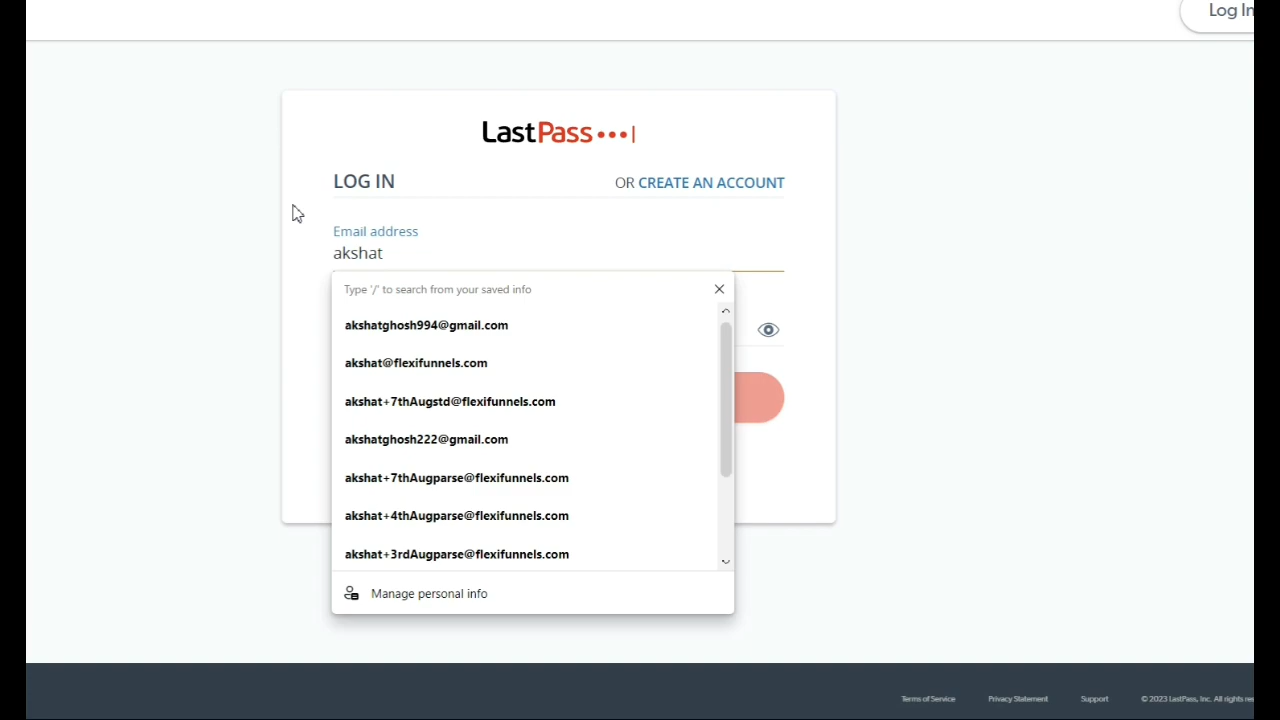 Log In
LastPass
LOG IN
OR CREATE AN ACCOUNT
Email address
akshat
Type '/' to search from your saved info
akshatghosh994@gmail.com
akshat@flexifunnels.com
akshat+7thAugstd@flexifunnels.com
akshatghosh222@gmail.com
akshat+7thAugparse@flexifunnels.com
akshat+4thAugparse@flexifunnels.com
akshat+3rdAugparse@flexifunnels.com
Manage personal info
Terms of Service Privacy Statement Support © 2023 LastPass, Inc. All rights